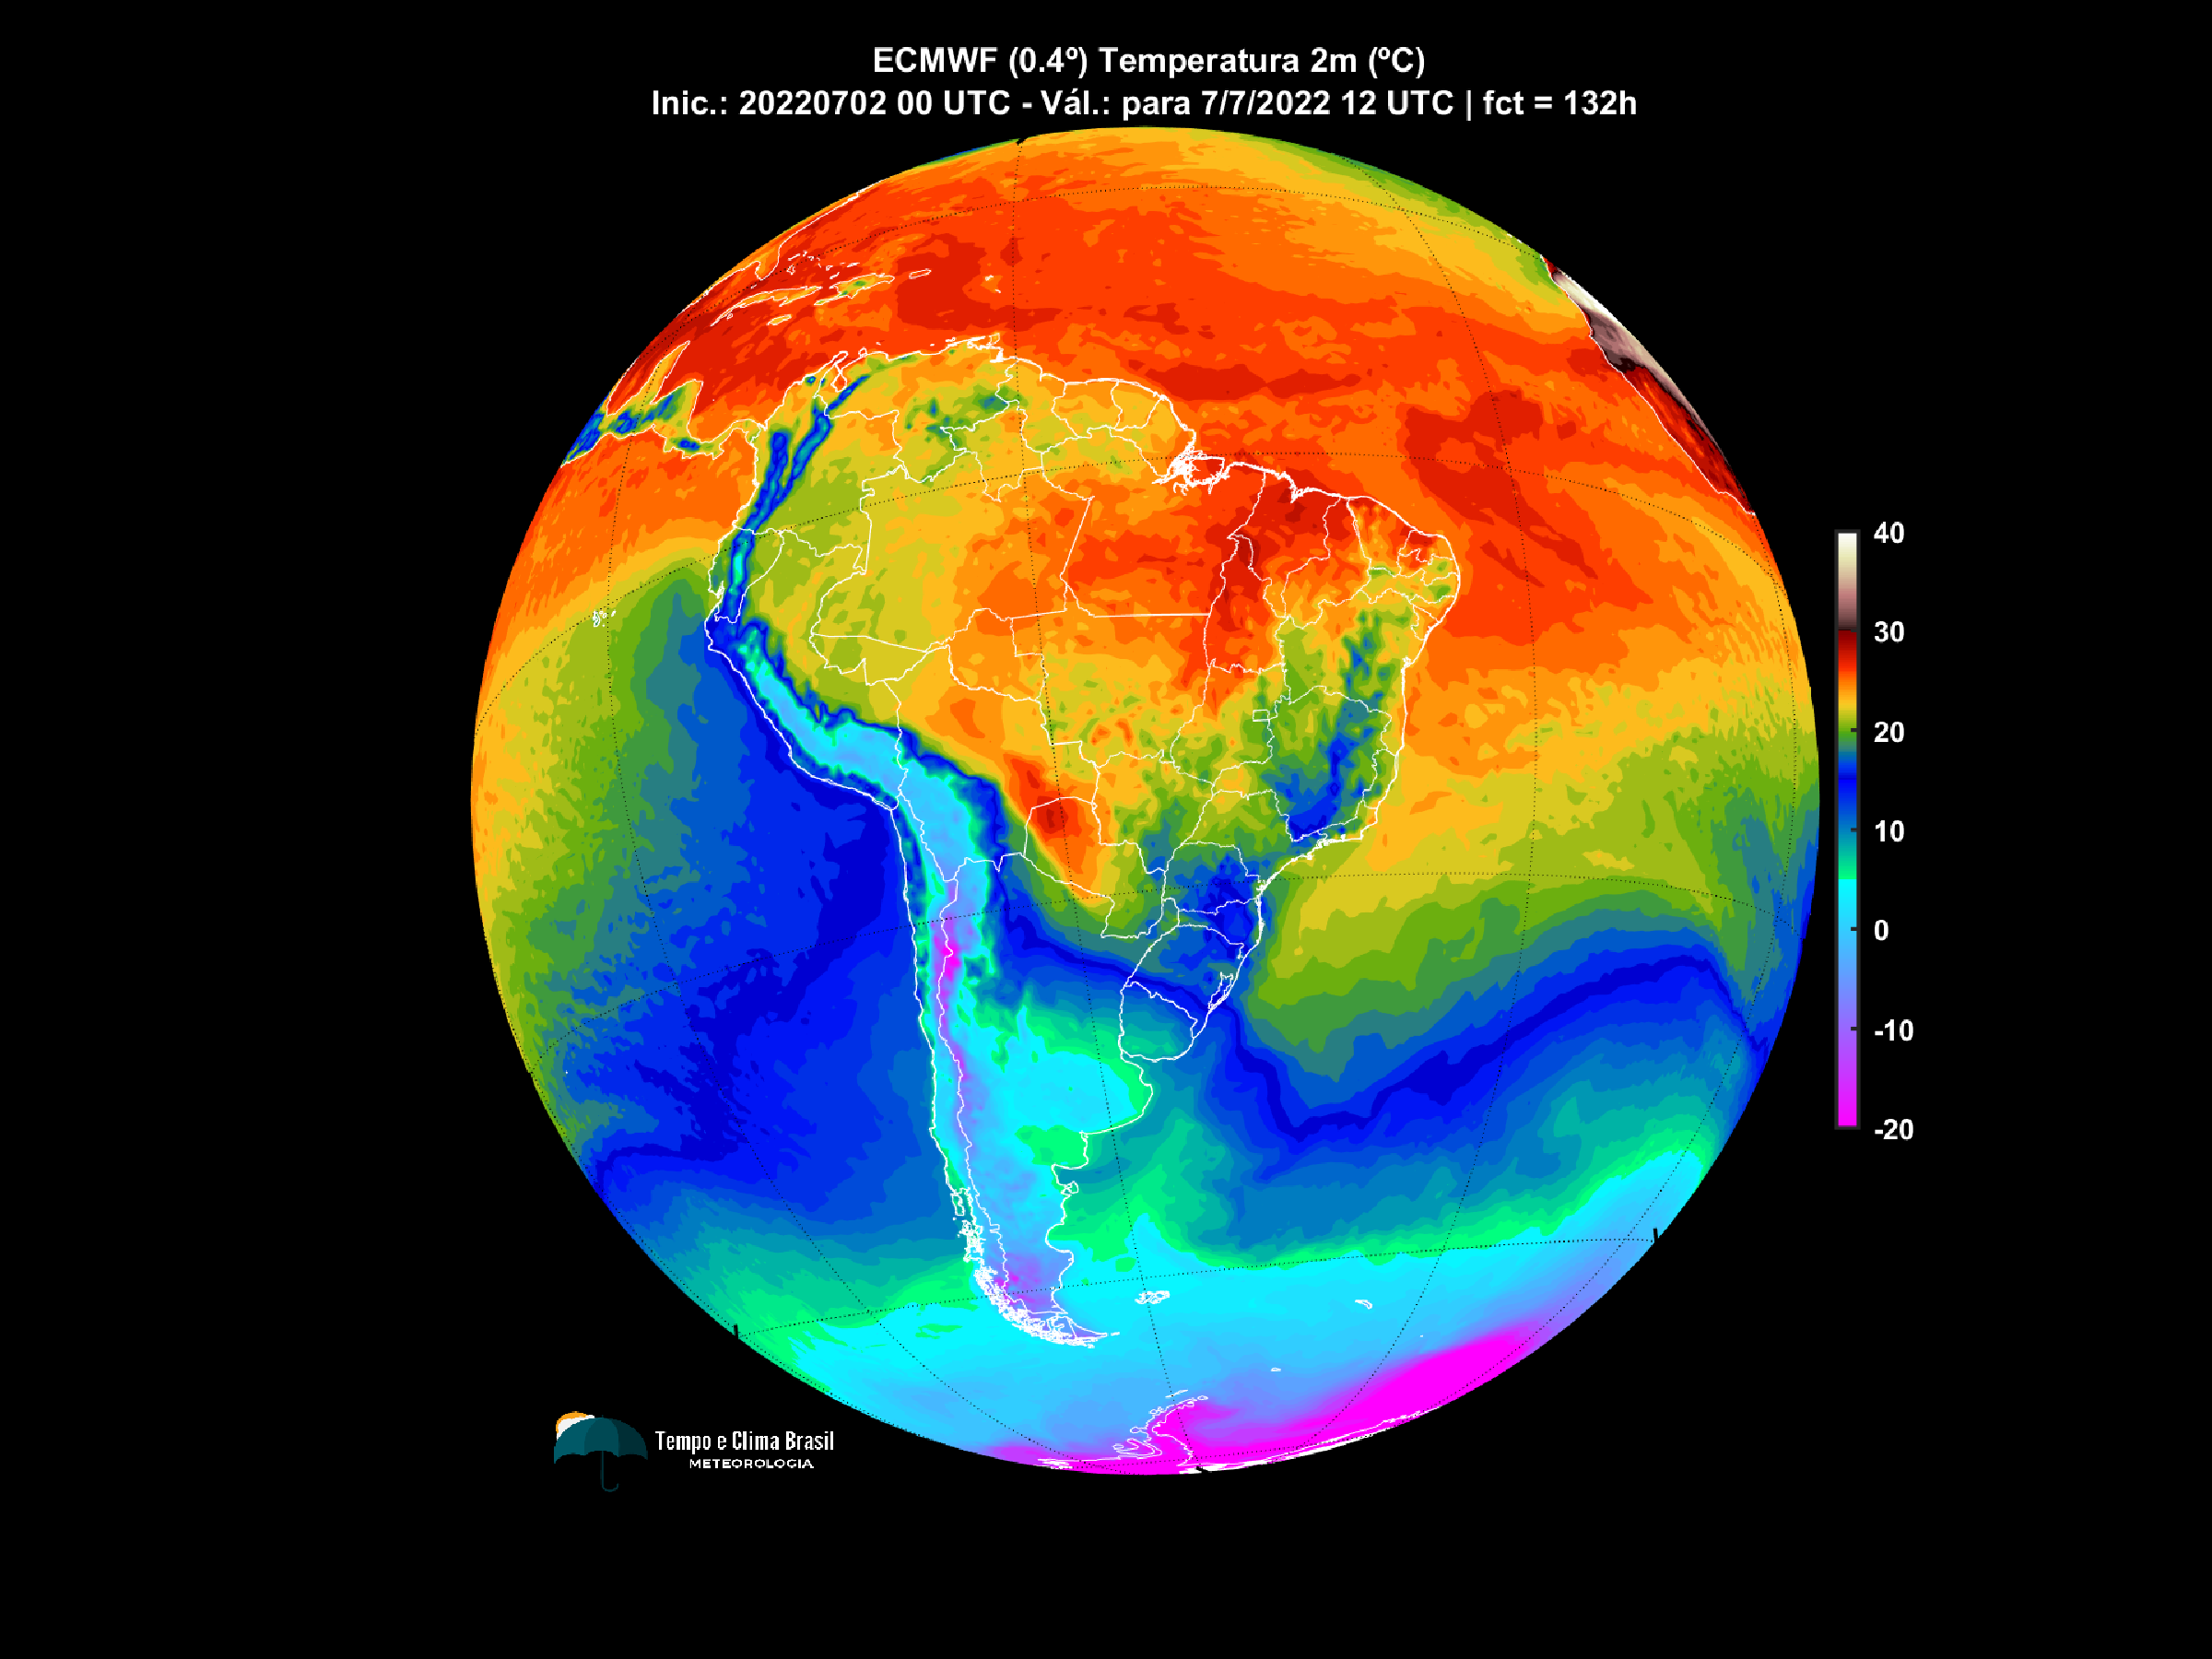 ECMWF (0.4º) Temperatura 2m (ºC)
Inic.: 20220702 00 UTC - Vál.: para 7/7/2022 12 UTC | fct = 132h
40
30
20
10
0
-10
-20
Tempo e Clima Brasil
METEOROLOGIA